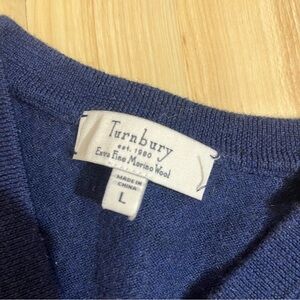 Turnbury
est. 1980
Extra Fine Merino Wool
MADE IN
CHINA
L